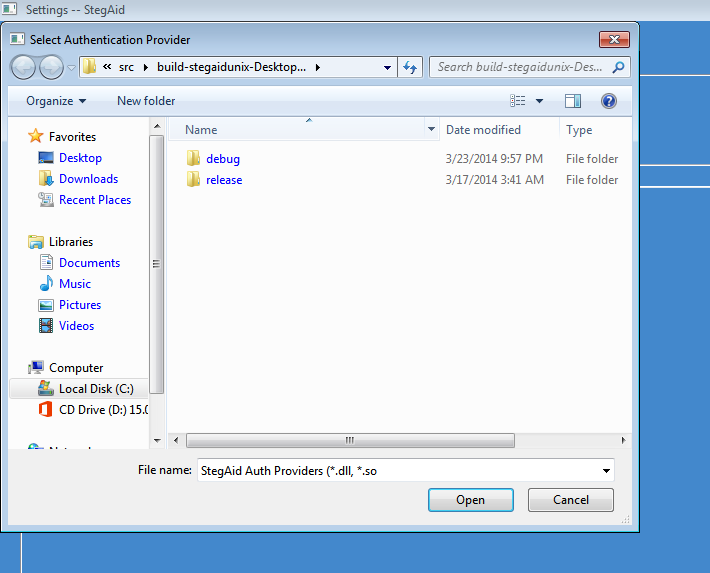 Settings -- StegAid
Select Authentication Provider
« src build-stegaidunix-Desktop...
Search build-stegaidunix-Des...
Organize New folder
Name Date modified Type
Favorites
Desktop
Downloads
Recent Places
Libraries
Documents
Music
Pictures
Videos
Computer
Local Disk (C:)
CD Drive (D:) 15.0
debug 3/23/2014 9:57 PM File folder
release 3/17/2014 3:41 AM File folder
File name: StegAid Auth Providers (*.dll, *.so
Open Cancel